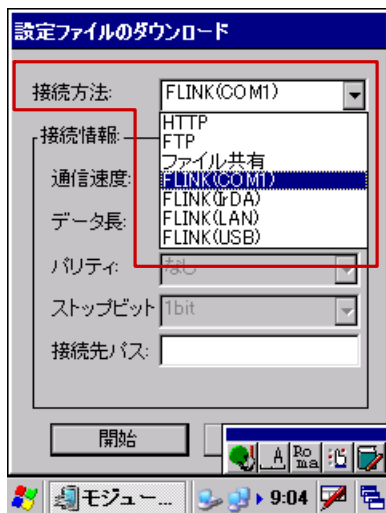 設定ファイルのダウンロード
接続方法: FLINK(COM1)
HTTP
FTP
ファイル共有
FLINK(COM1)
FLINK(IrDA)
FLINK(LAN)
FLINK(USB)
接続情報:
通信速度:
データ長:
パリティ: なし
ストップビット 1bit
接続先パス:
開始
A Ro ma
モジュー... 9:04